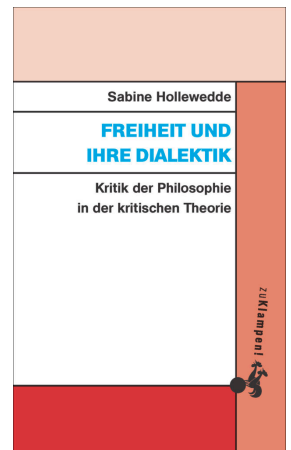 Sabine Hollewedde
FREIHEIT UND
IHRE DIALEKTIK
Kritik der Philosophie
in der kritischen Theorie
zu Klampen!